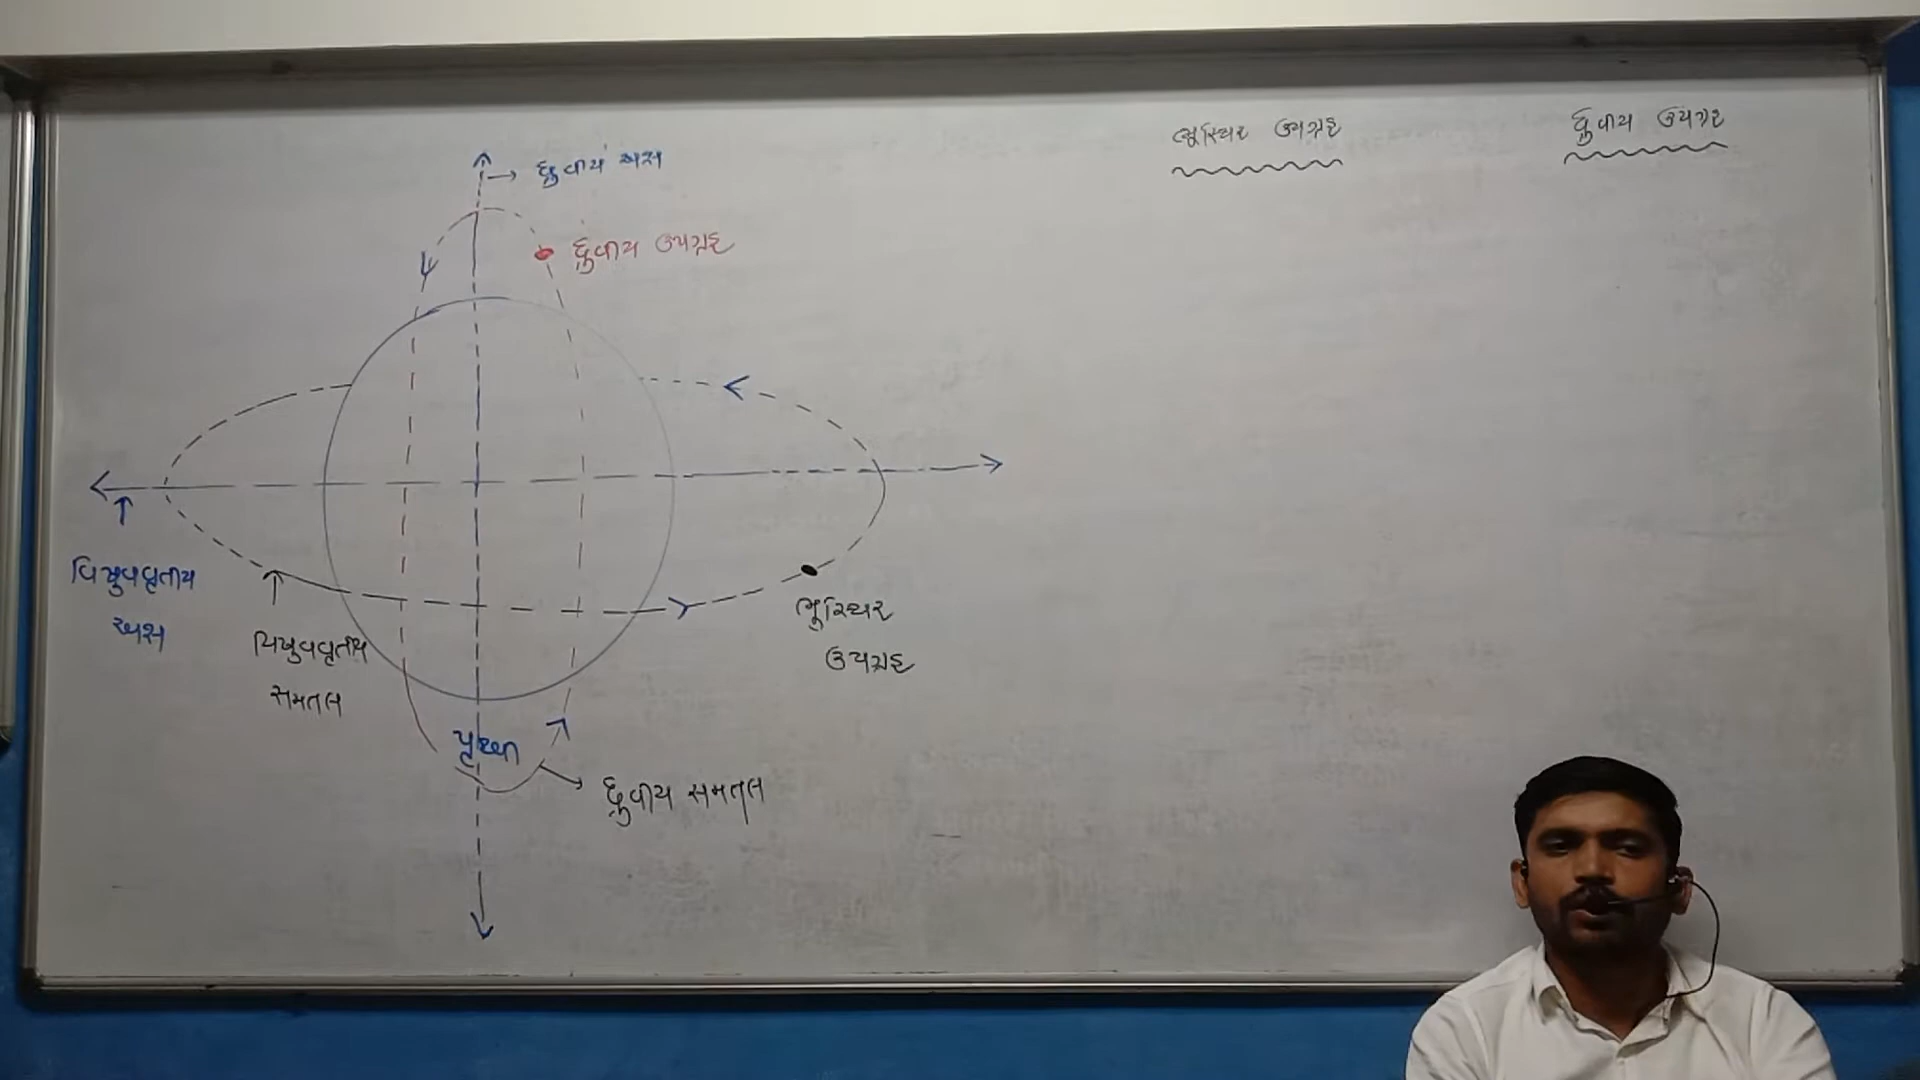 ભૂસ્થિર ઉપગ્રહ
ધ્રુવીય ઉપગ્રહ
ધ્રુવીય અક્ષ
ધ્રુવીય ઉપગ્રહ
વિષુવવૃતીય
અક્ષ
વિષુવવૃતીય
સમતલ
ભૂસ્થિર
ઉપગ્રહ
પૃથ્વી
ધ્રુવીય સમતલ